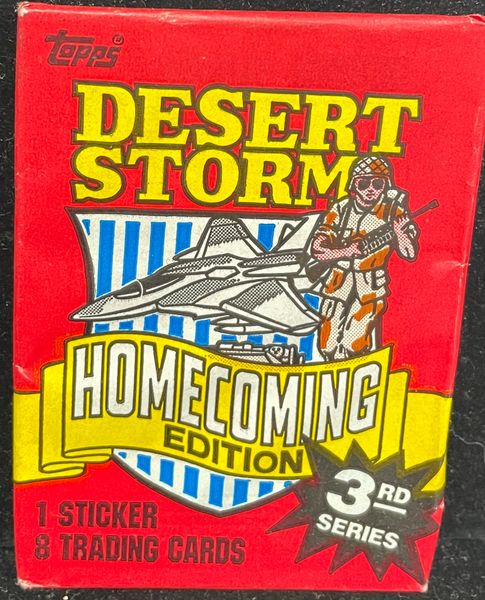 Topps®
DESERT
STORM
HOMECOMING
EDITION
3RD
SERIES
1 STICKER
8 TRADING CARDS